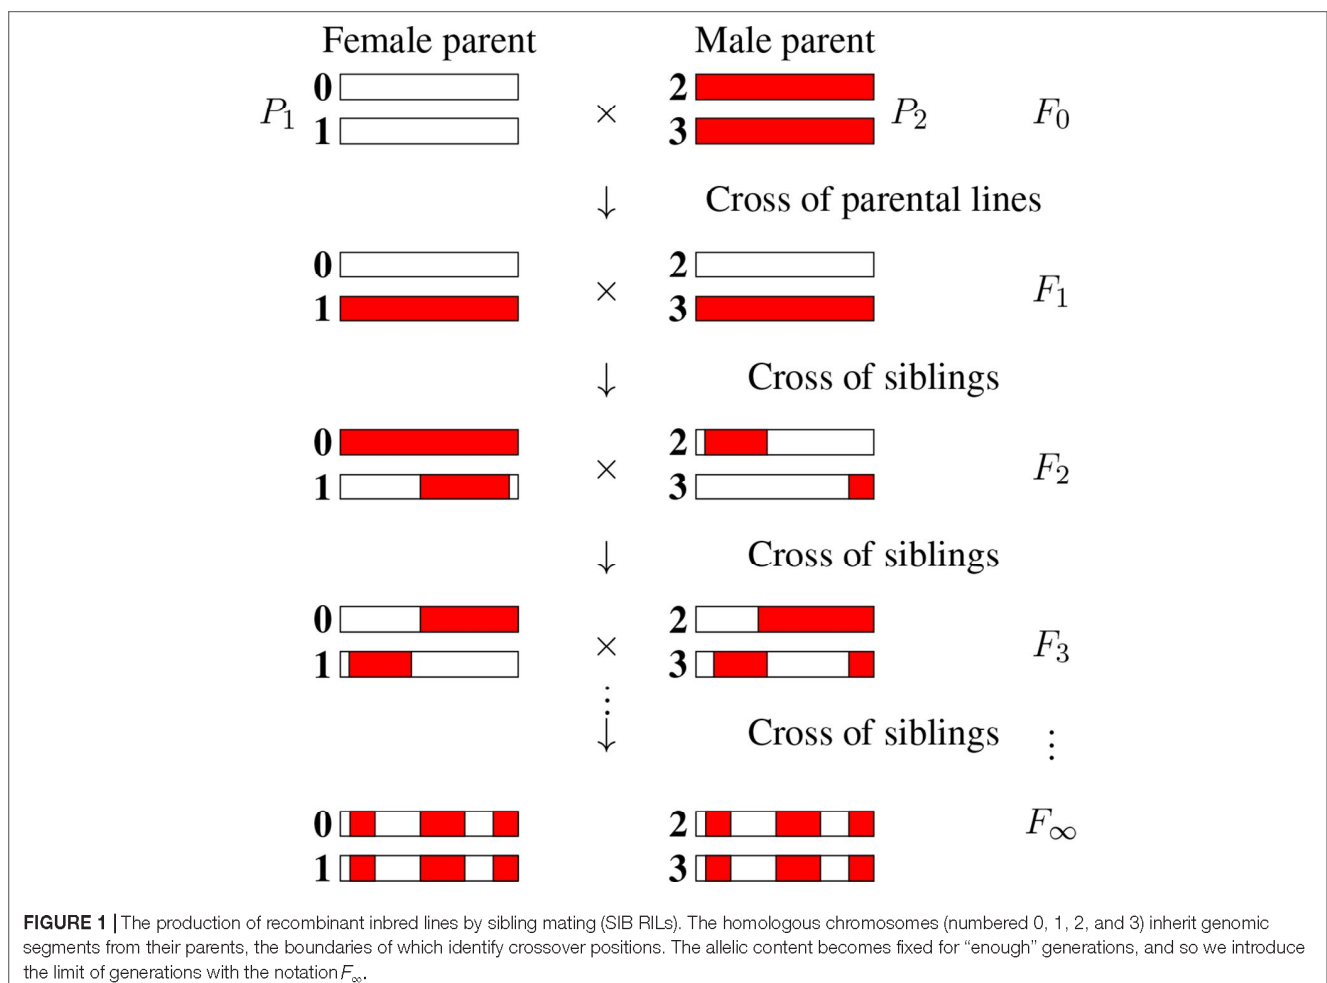 Female parent Male parent
0 2
P₁ × P₂ F₀
1 3
↓ Cross of parental lines
0 2
× F₁
1 3
↓ Cross of siblings
0 2
× F₂
1 3
↓ Cross of siblings
0 2
× F₃
1 3
⋮
↓ Cross of siblings ⋮
0 2 F∞
1 3
FIGURE 1 | The production of recombinant inbred lines by sibling mating (SIB RILs). The homologous chromosomes (numbered 0, 1, 2, and 3) inherit genomic
segments from their parents, the boundaries of which identify crossover positions. The allelic content becomes fixed for “enough” generations, and so we introduce
the limit of generations with the notation F∞.